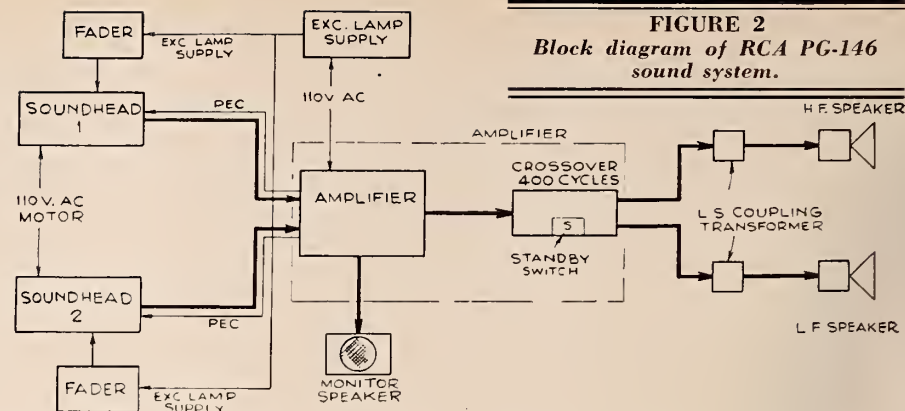 FIGURE 2
Block diagram of RCA PG-146
sound system.
FADER
EXC LAMP
SUPPLY
EXC. LAMP
SUPPLY
SOUNDHEAD
1
PEC
110V AC
AMPLIFIER
H F. SPEAKER
110V. AC
MOTOR
AMPLIFIER
CROSSOVER
400 CYCLES
S
STANDBY
SWITCH
L S COUPLING
TRANSFORMER
SOUNDHEAD
2
PEC
L F SPEAKER
FADER
EXC LAMP
SUPPLY
MONITOR
SPEAKER